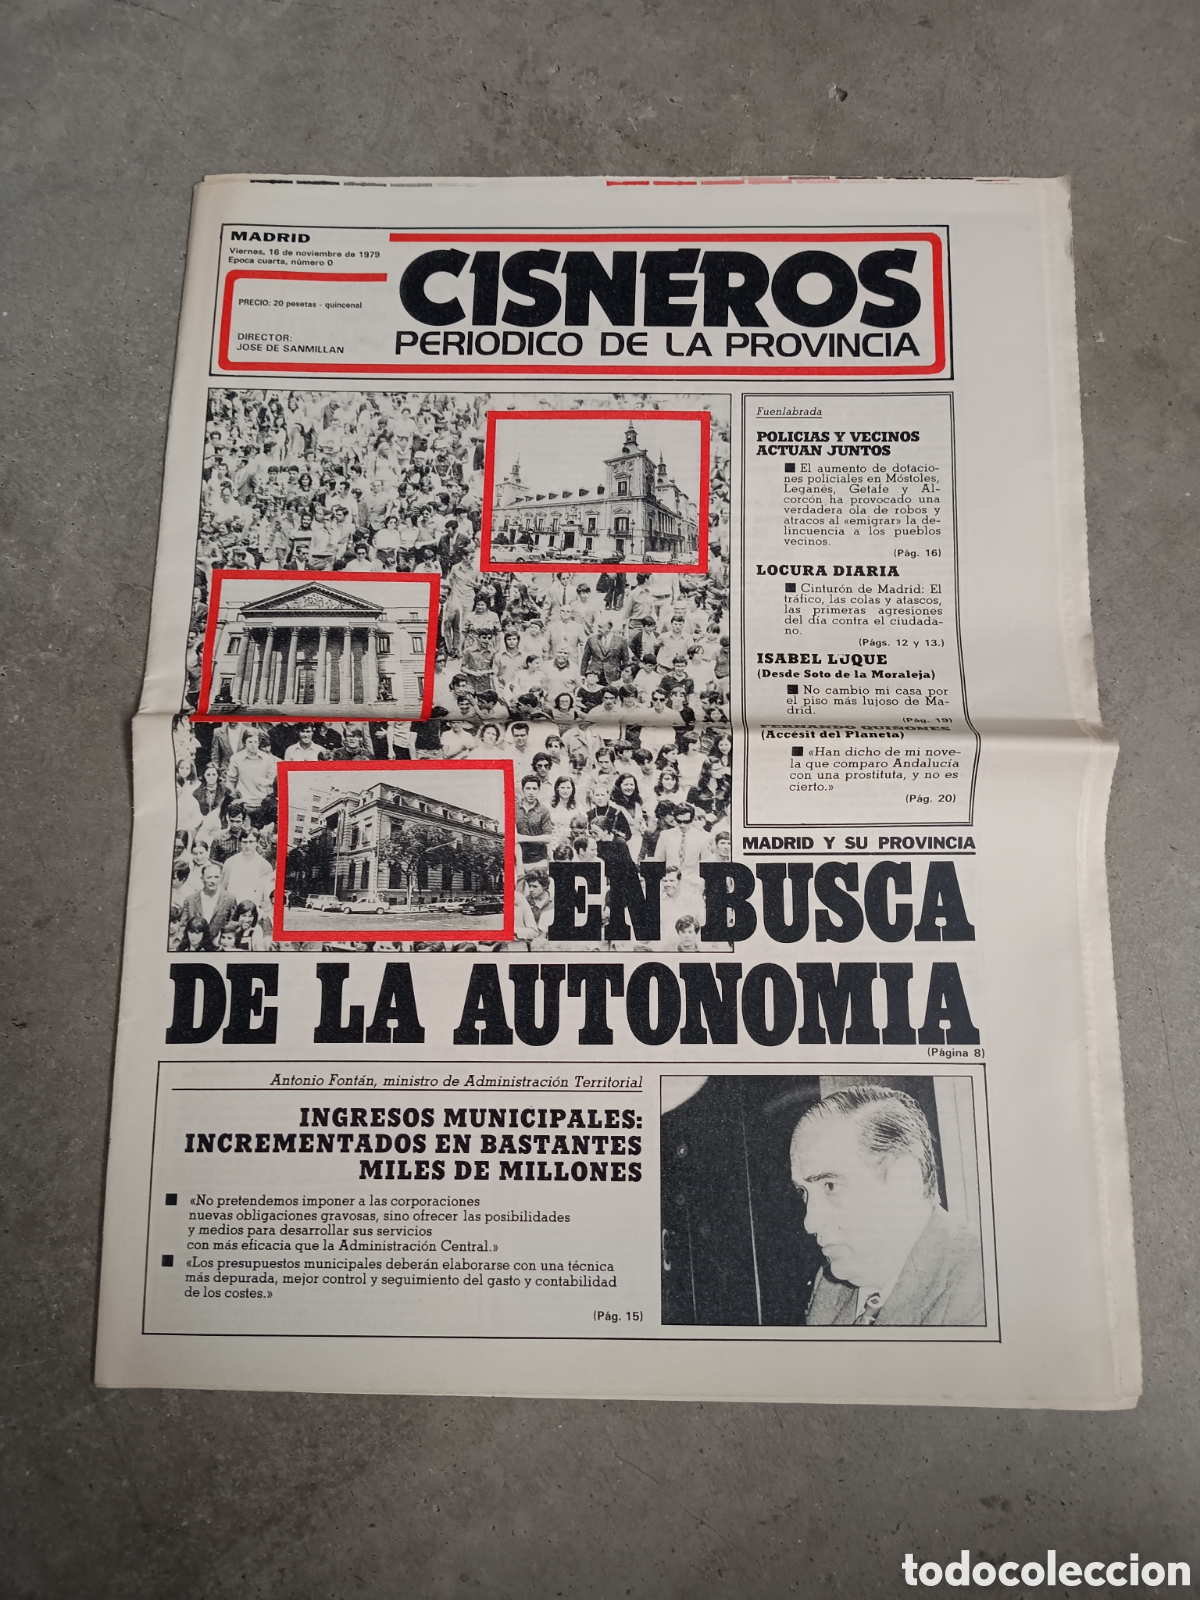 MADRID
Viernes, 16 de noviembre de 1979
Epoca cuarta, número 0
PRECIO: 20 pesetas - quincenal
DIRECTOR:
JOSE DE SANMILLAN
CISNEROS
PERIODICO DE LA PROVINCIA
Fuenlabrada
POLICIAS Y VECINOS
ACTUAN JUNTOS
■ El aumento de dotacio-
nes policiales en Móstoles,
Leganés, Getafe y Al-
corcón ha provocado una
verdadera ola de robos y
atracos al «emigrar» la de-
lincuencia a los pueblos
vecinos.
(Pág. 16)
LOCURA DIARIA
■ Cinturón de Madrid: El
tráfico, las colas y atascos,
las primeras agresiones
del día contra el ciudada-
no.
(Págs. 12 y 13.)
ISABEL LUQUE
(Desde Soto de la Moraleja)
■ No cambio mi casa por
el piso más lujoso de Ma-
drid.
(Pág. 19)
FERNANDO QUIÑONES
(Accésit del Planeta)
■ «Han dicho de mi nove-
la que comparo Andalucía
con una prostituta, y no es
cierto.»
(Pág. 20)
MADRID Y SU PROVINCIA
EN BUSCA
DE LA AUTONOMIA
(Página 8)
Antonio Fontán, ministro de Administración Territorial
INGRESOS MUNICIPALES:
INCREMENTADOS EN BASTANTES
MILES DE MILLONES
■ «No pretendemos imponer a las corporaciones
nuevas obligaciones gravosas, sino ofrecer las posibilidades
y medios para desarrollar sus servicios
con más eficacia que la Administración Central.»
■ «Los presupuestos municipales deberán elaborarse con una técnica
más depurada, mejor control y seguimiento del gasto y contabilidad
de los costes.»
(Pág. 15)
todocoleccion